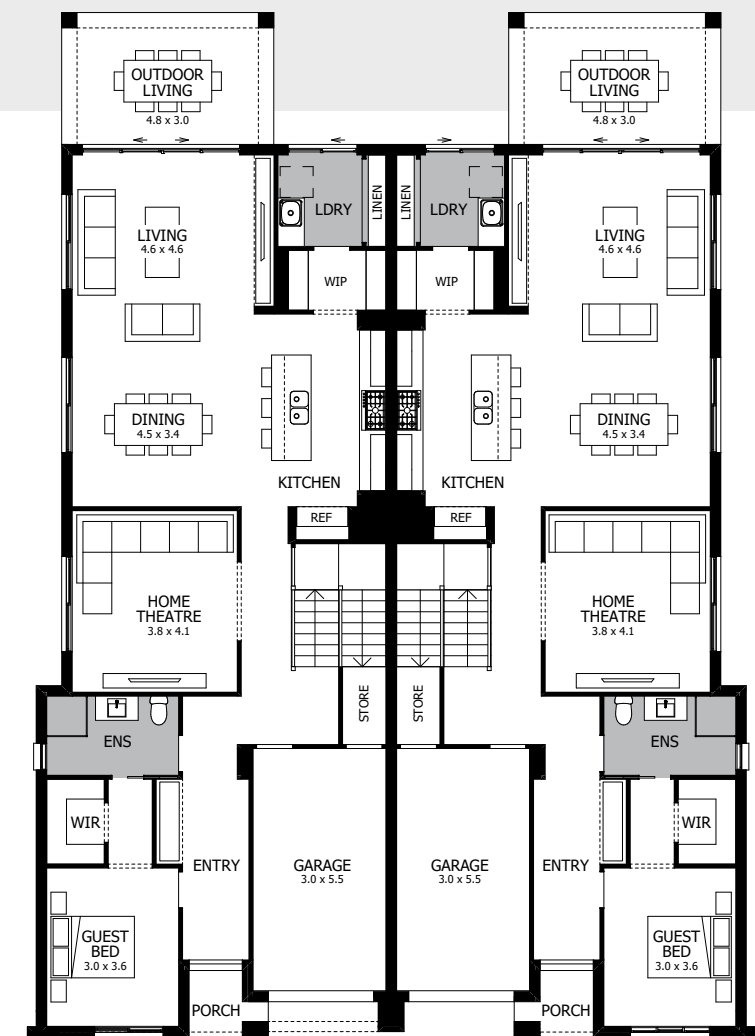 OUTDOOR
LIVING
4.8 x 3.0
OUTDOOR
LIVING
4.8 x 3.0
LDRY
LINEN
LINEN
LDRY
LIVING
4.6 x 4.6
LIVING
4.6 x 4.6
WIP
WIP
DINING
4.5 x 3.4
DINING
4.5 x 3.4
KITCHEN
KITCHEN
REF
REF
HOME
THEATRE
3.8 x 4.1
HOME
THEATRE
3.8 x 4.1
STORE
STORE
ENS
ENS
WIR
WIR
ENTRY
GARAGE
3.0 x 5.5
GARAGE
3.0 x 5.5
ENTRY
GUEST
BED
3.0 x 3.6
GUEST
BED
3.0 x 3.6
PORCH
PORCH